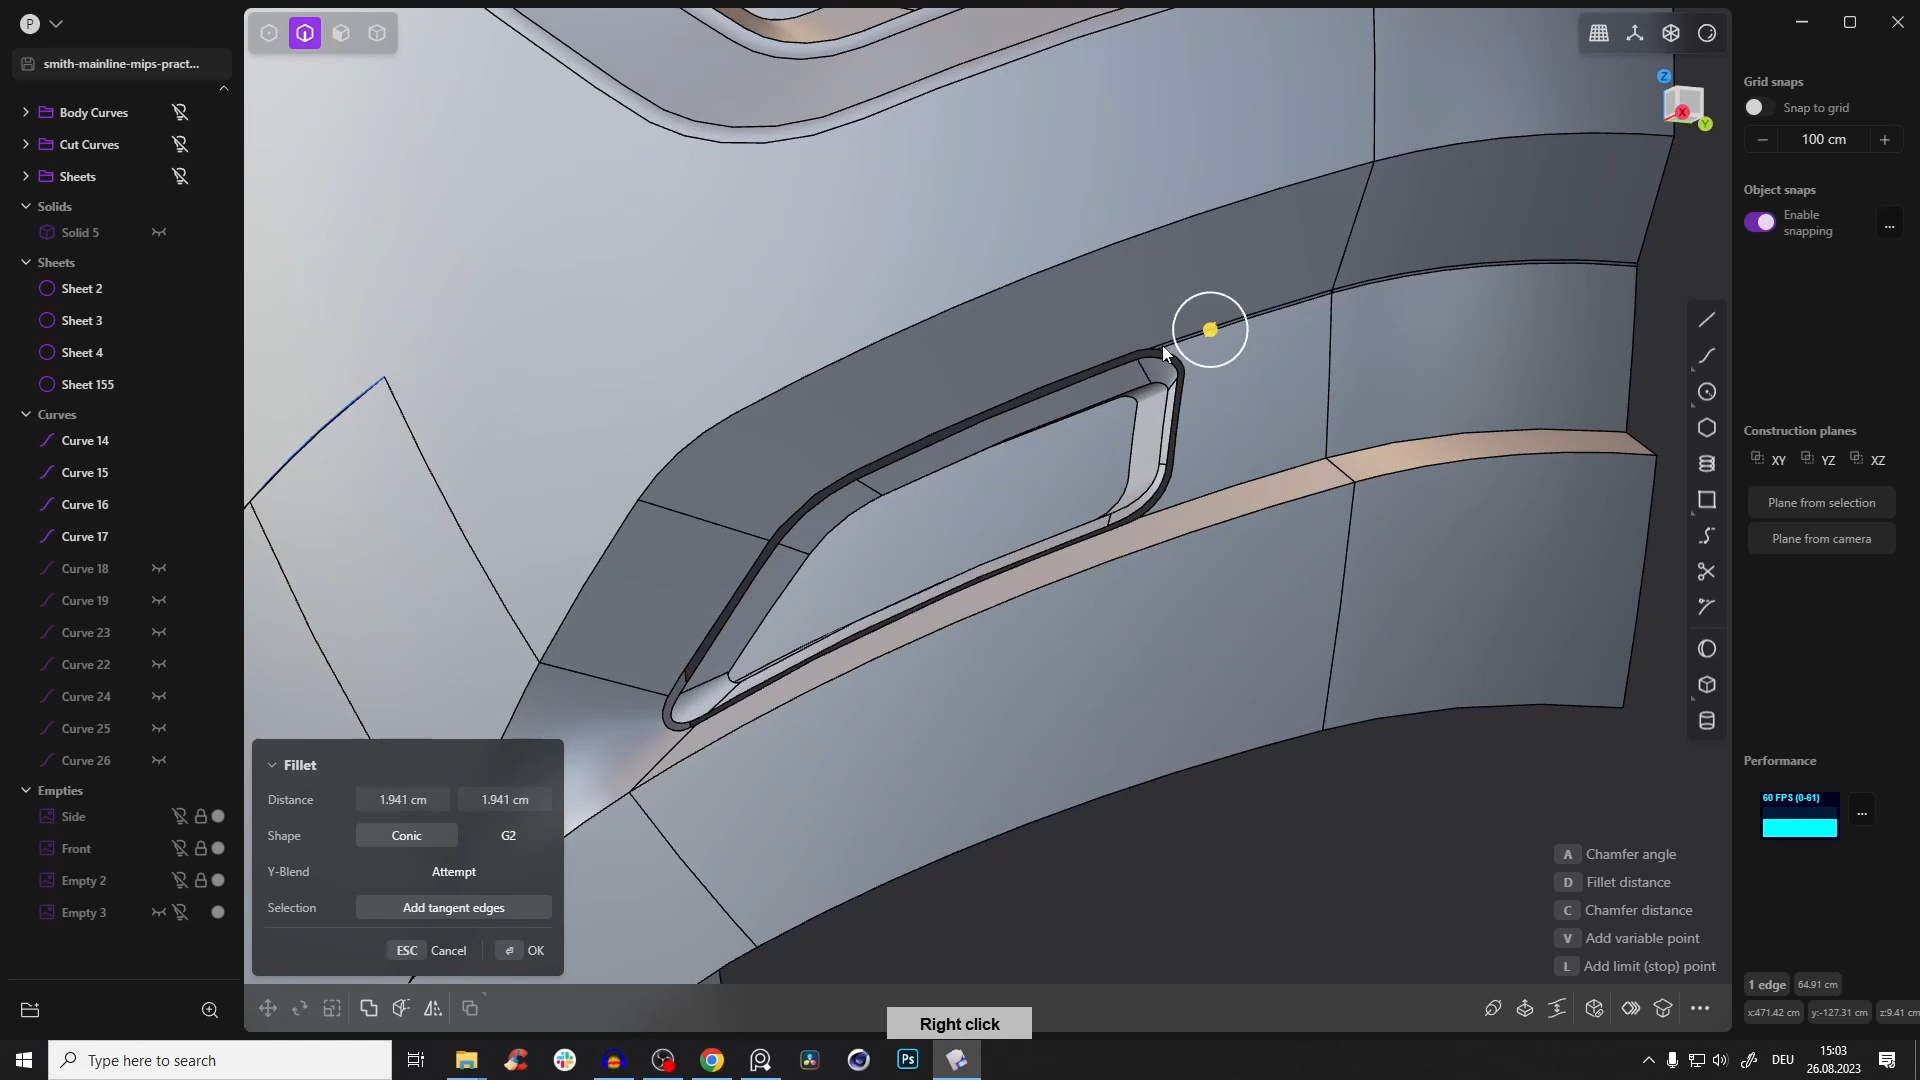 P
smith-mainline-mips-pract...
Body Curves
Cut Curves
Sheets
Solids
Solid 5
Sheets
Sheet 2
Sheet 3
Sheet 4
Sheet 155
Curves
Curve 14
Curve 15
Curve 16
Curve 17
Curve 18
Curve 19
Curve 23
Curve 22
Curve 24
Curve 25
Curve 26
Empties
Side
Front
Empty 2
Empty 3
Fillet
Distance 1.941 cm 1.941 cm
Shape Conic G2
Y-Blend Attempt
Selection Add tangent edges
ESC Cancel OK
A Chamfer angle
D Fillet distance
C Chamfer distance
V Add variable point
L Add limit (stop) point
Right click
Z
X
Y
Grid snaps
Snap to grid
100 cm
Object snaps
Enable
snapping
...
Construction planes
XY YZ XZ
Plane from selection
Plane from camera
Performance
60 FPS (0-61)
...
1 edge 64.91 cm
x:471.42 cm y:-127.31 cm z:9.41 cm
Type here to search
Ps
DEU
15:03
26.08.2023